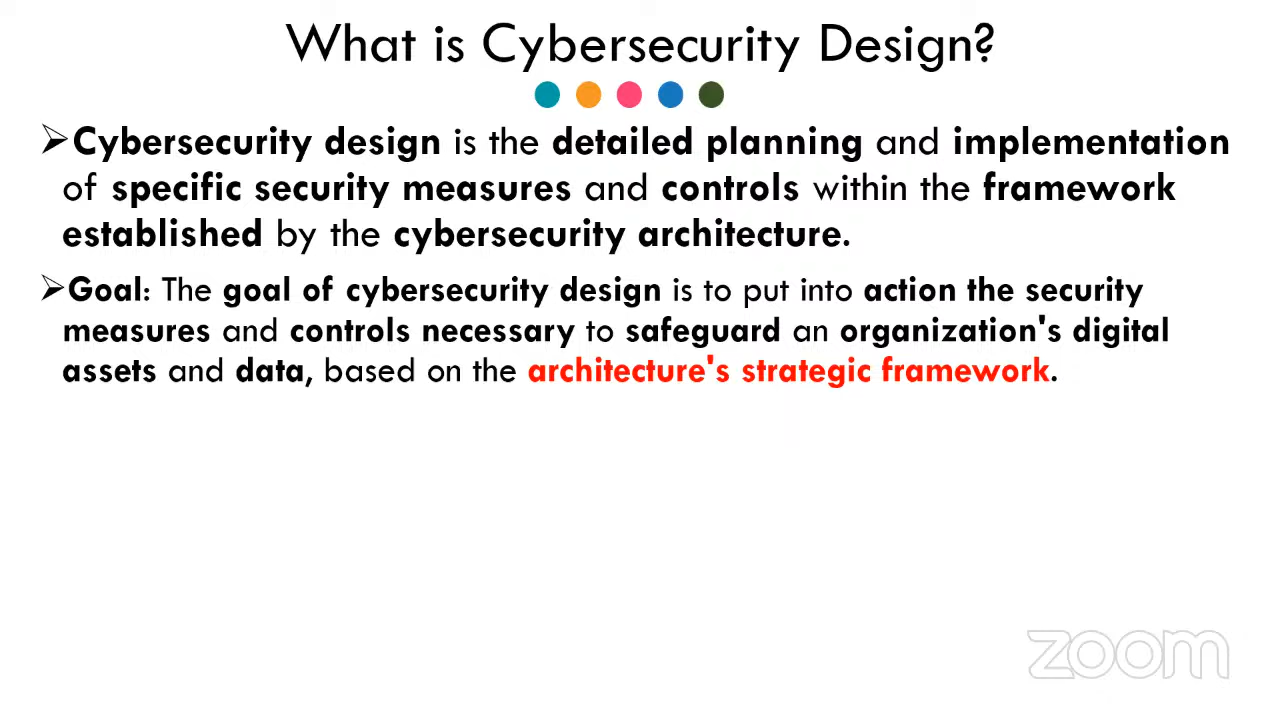 What is Cybersecurity Design?
➢Cybersecurity design is the detailed planning and implementation
of specific security measures and controls within the framework
established by the cybersecurity architecture.
➢Goal: The goal of cybersecurity design is to put into action the security
measures and controls necessary to safeguard an organization's digital
assets and data, based on the architecture's strategic framework.
zoom